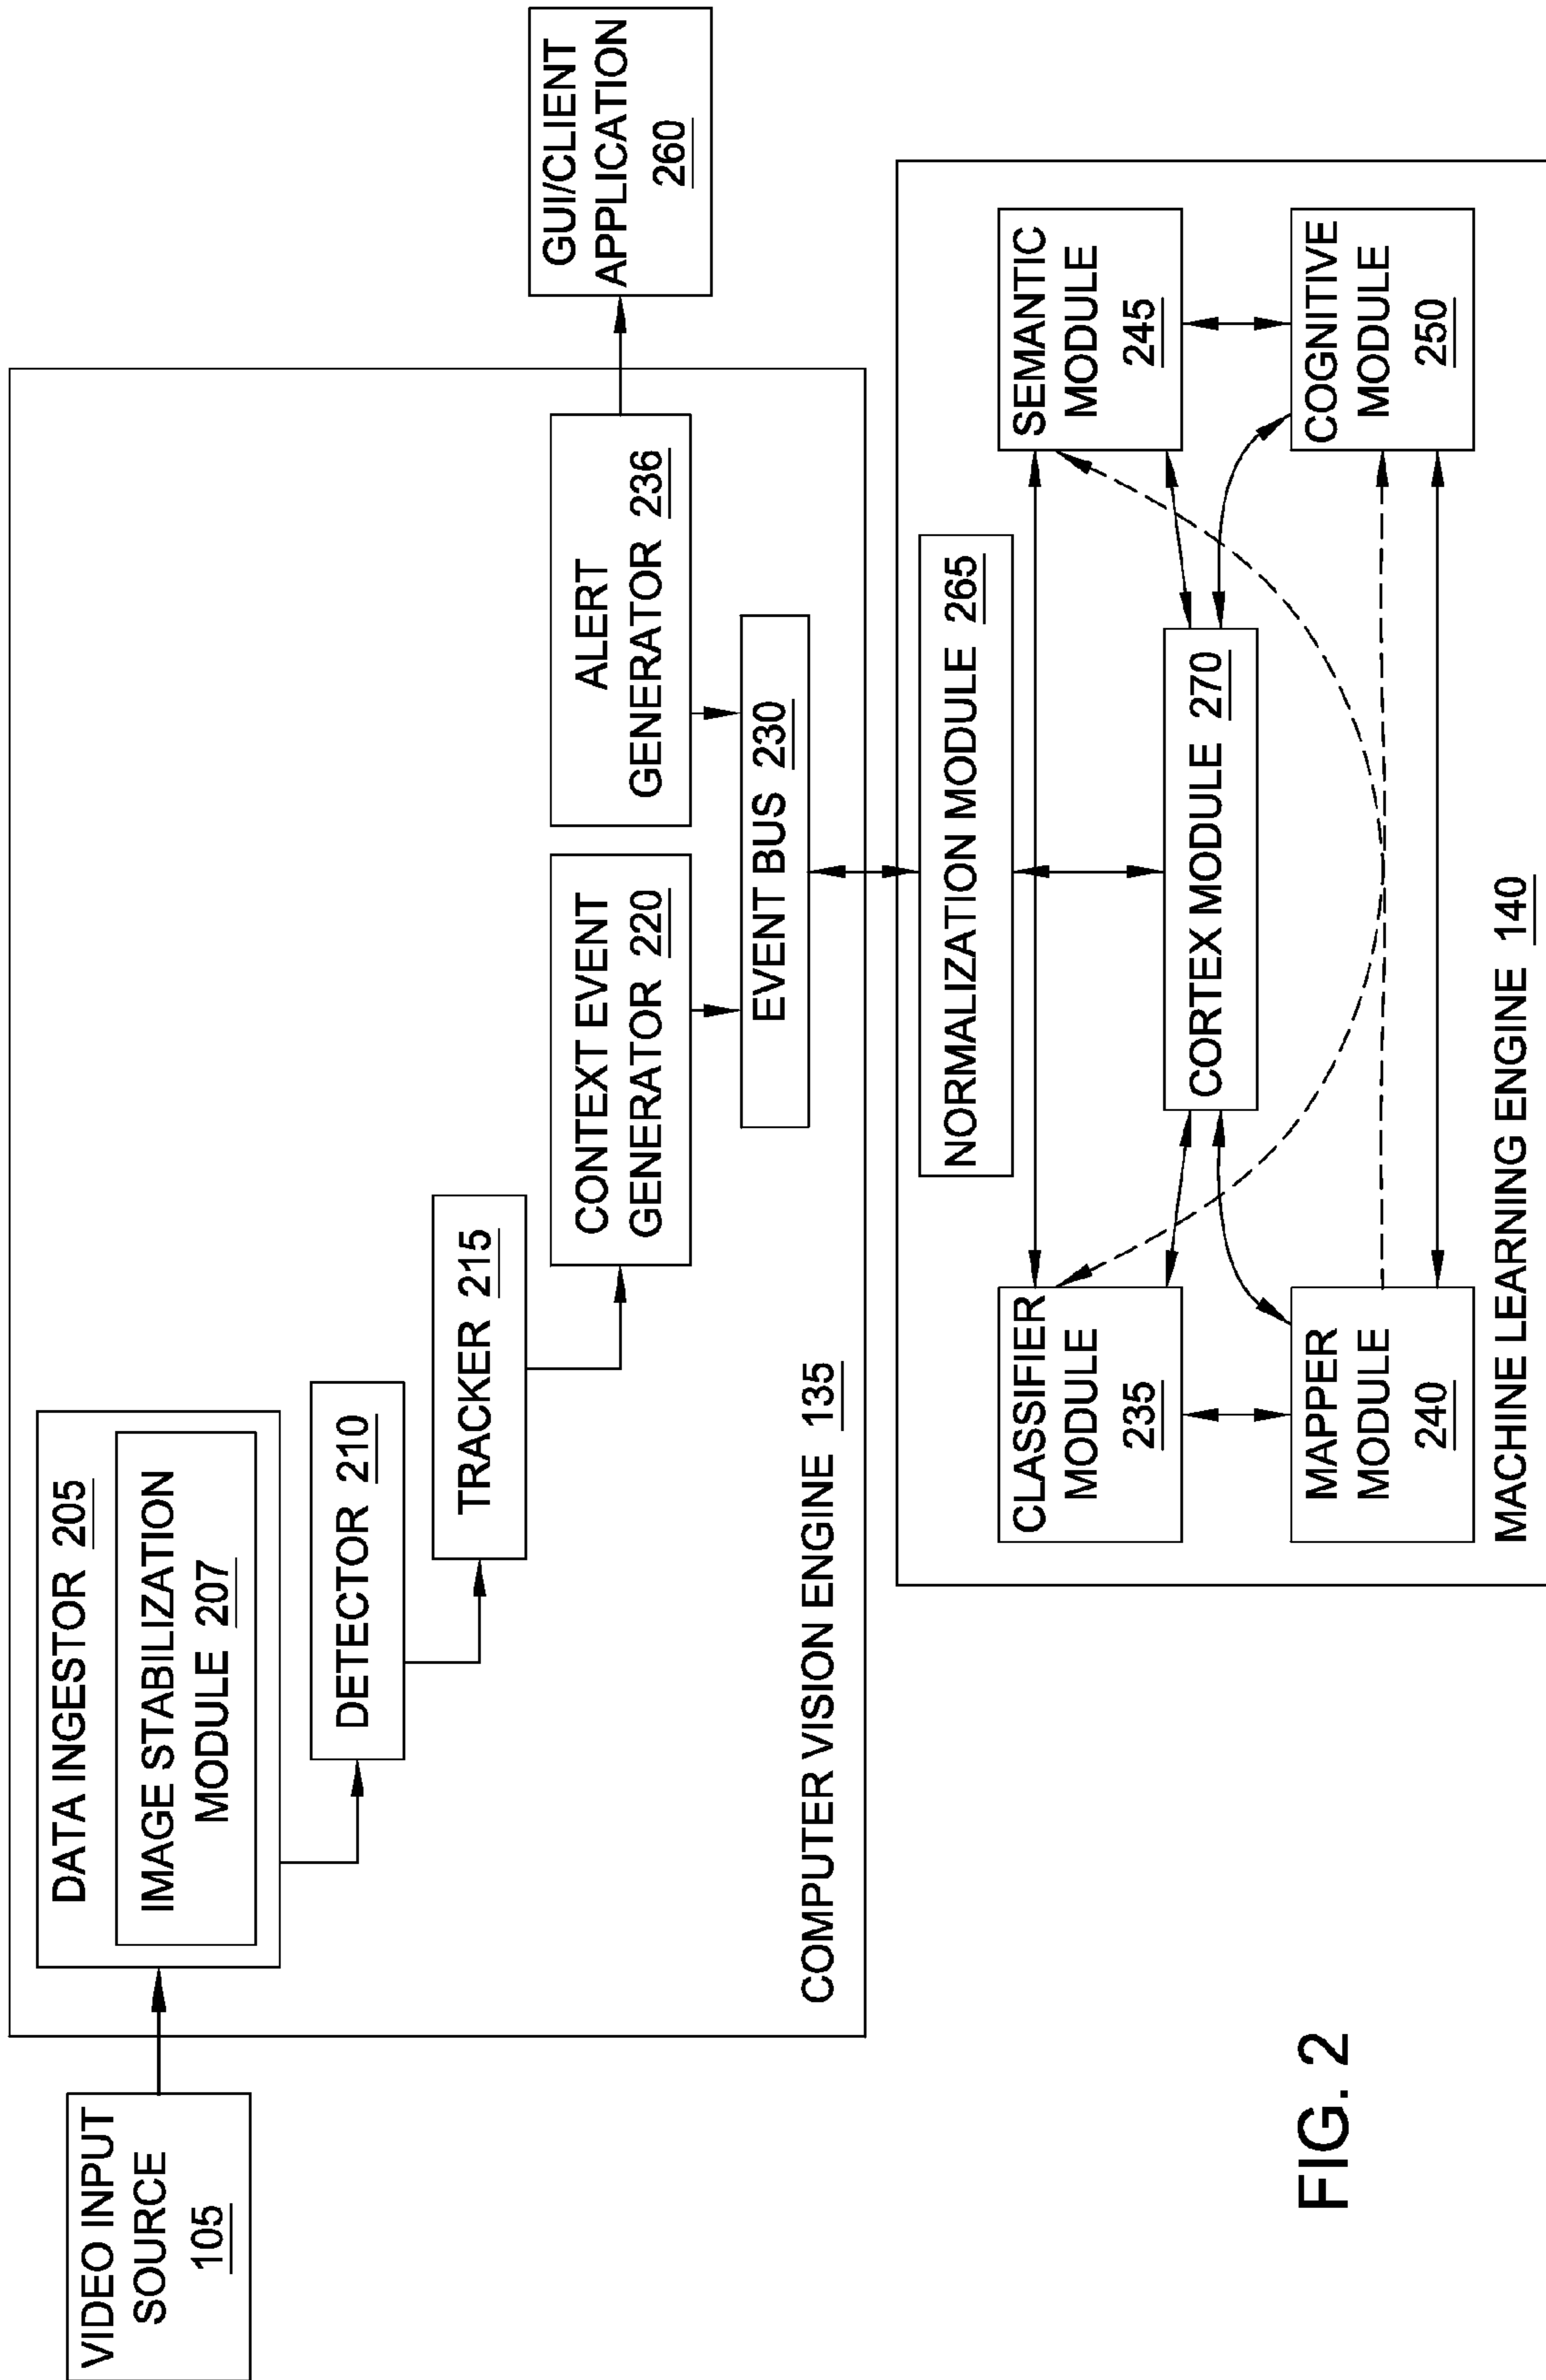 VIDEO INPUT
SOURCE
105
DATA INGESTOR 205
IMAGE STABILIZATION
MODULE 207
DETECTOR 210
TRACKER 215
CONTEXT EVENT
GENERATOR 220
ALERT
GENERATOR 236
EVENT BUS 230
COMPUTER VISION ENGINE 135
GUI/CLIENT
APPLICATION
260
NORMALIZATION MODULE 265
CLASSIFIER
MODULE
235
SEMANTIC
MODULE
245
CORTEX MODULE 270
MAPPER
MODULE
240
COGNITIVE
MODULE
250
MACHINE LEARNING ENGINE 140
FIG. 2